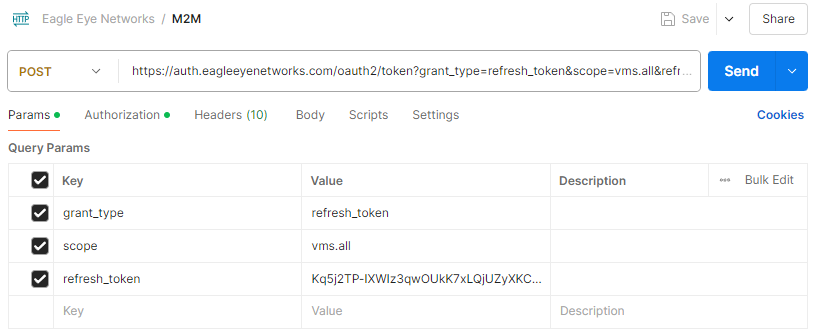 HTTP Eagle Eye Networks / M2M Save Share
POST https://auth.eagleeyenetworks.com/oauth2/token?grant_type=refresh_token&scope=vms.all&refr... Send
Params Authorization Headers (10) Body Scripts Settings Cookies
Query Params
Key Value Description Bulk Edit
grant_type refresh_token
scope vms.all
refresh_token Kq5j2TP-IXWIz3qwOUkK7xLQjUZyXKC...
Key Value Description